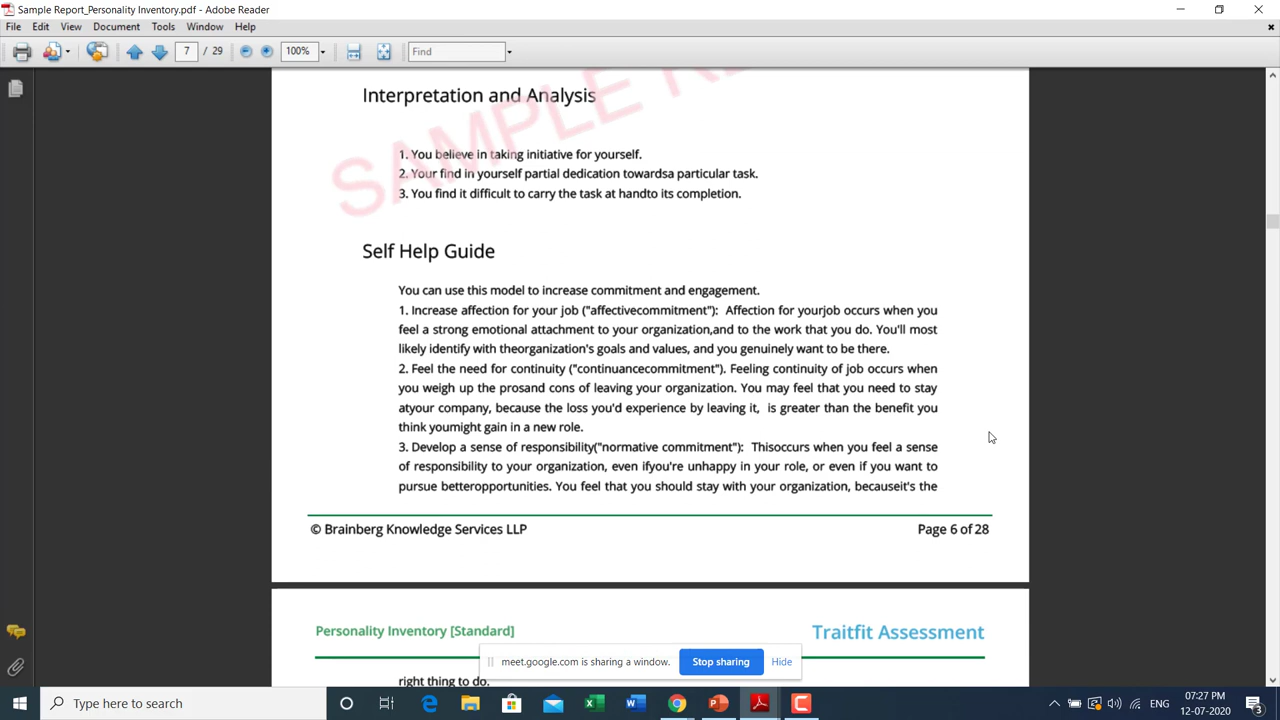 Sample Report_Personality Inventory.pdf - Adobe Reader
File Edit View Document Tools Window Help
7 / 29 100% Find
SAMPLE RE
Interpretation and Analysis
1. You believe in taking initiative for yourself.
2. Your find in yourself partial dedication towardsa particular task.
3. You find it difficult to carry the task at handto its completion.
Self Help Guide
You can use this model to increase commitment and engagement.
1. Increase affection for your job ("affectivecommitment"): Affection for yourjob occurs when you
feel a strong emotional attachment to your organization,and to the work that you do. You'll most
likely identify with theorganization's goals and values, and you genuinely want to be there.
2. Feel the need for continuity ("continuancecommitment"). Feeling continuity of job occurs when
you weigh up the prosand cons of leaving your organization. You may feel that you need to stay
atyour company, because the loss you'd experience by leaving it, is greater than the benefit you
think youmight gain in a new role.
3. Develop a sense of responsibility("normative commitment"): Thisoccurs when you feel a sense
of responsibility to your organization, even ifyou're unhappy in your role, or even if you want to
pursue betteropportunities. You feel that you should stay with your organization, becauseit's the
© Brainberg Knowledge Services LLP Page 6 of 28
Personality Inventory [Standard] Traitfit Assessment
meet.google.com is sharing a window. Stop sharing Hide
right thing to do.
Type here to search
ENG
07:27 PM
12-07-2020
3